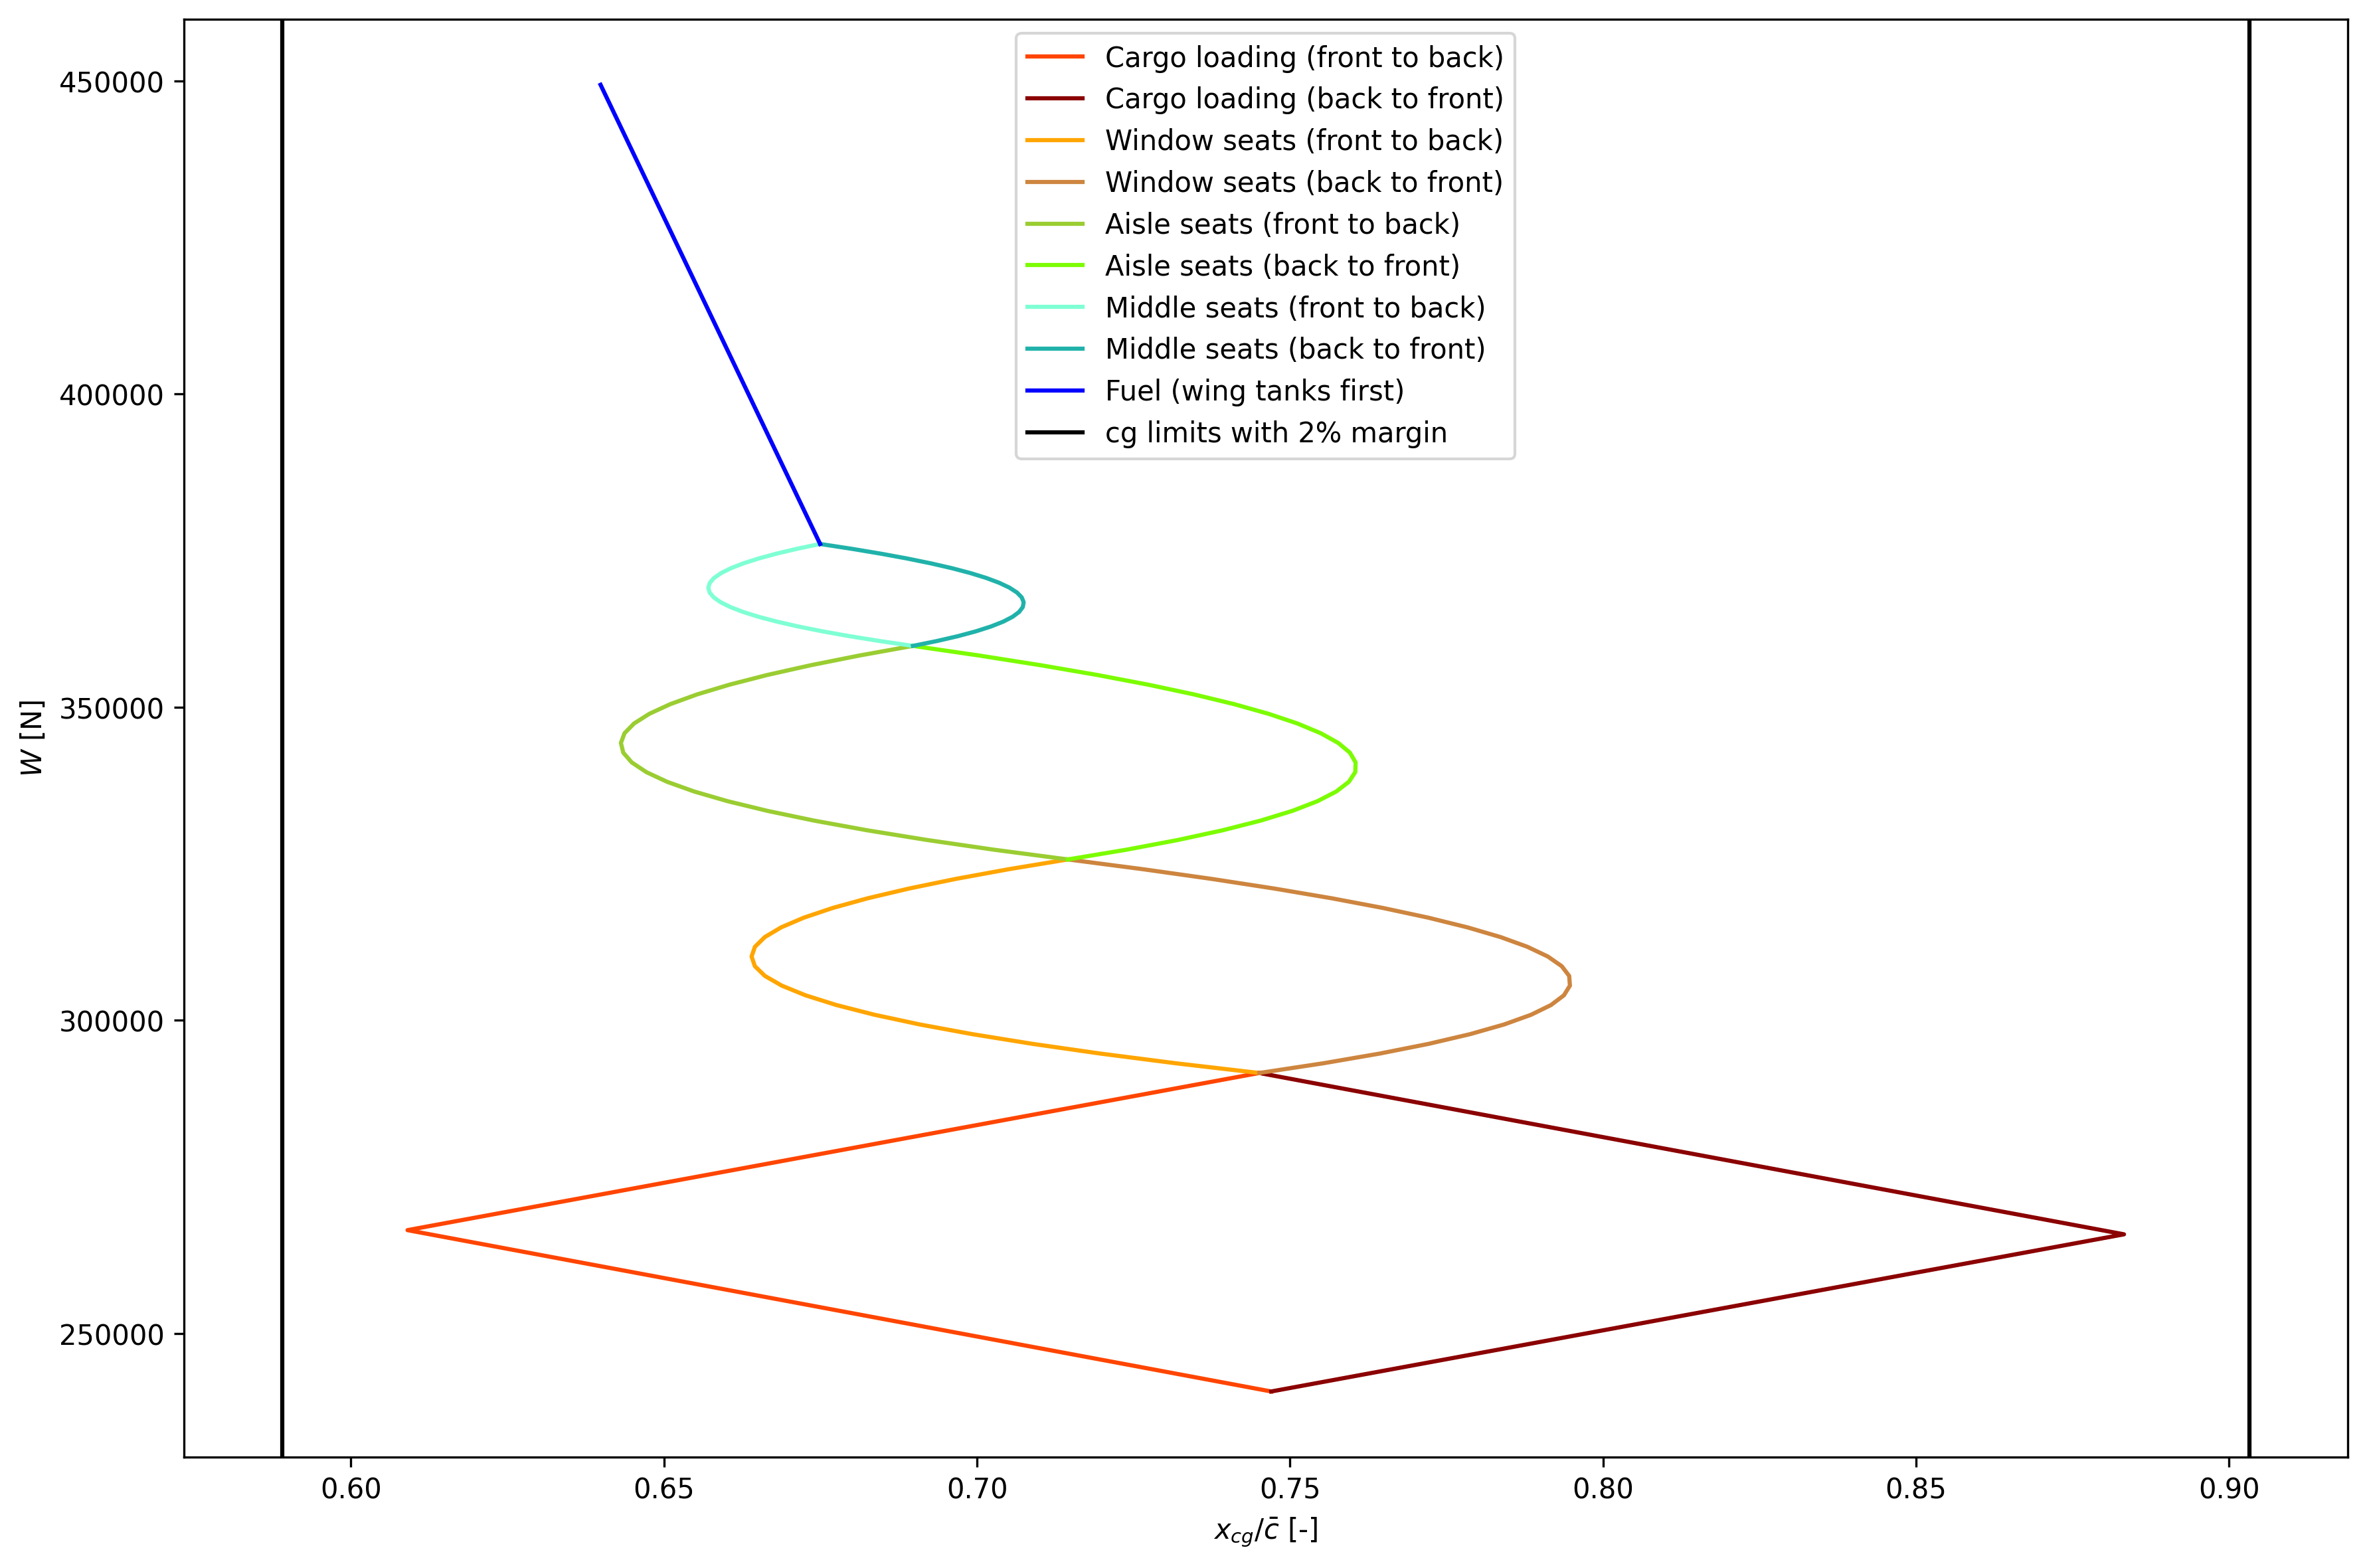 Cargo loading (front to back)
Cargo loading (back to front)
Window seats (front to back)
Window seats (back to front)
Aisle seats (front to back)
Aisle seats (back to front)
Middle seats (front to back)
Middle seats (back to front)
Fuel (wing tanks first)
cg limits with 2% margin
450000
400000
350000
300000
250000
W [N]
0.60 0.65 0.70 0.75 0.80 0.85 0.90
x_cg/c̄ [-]